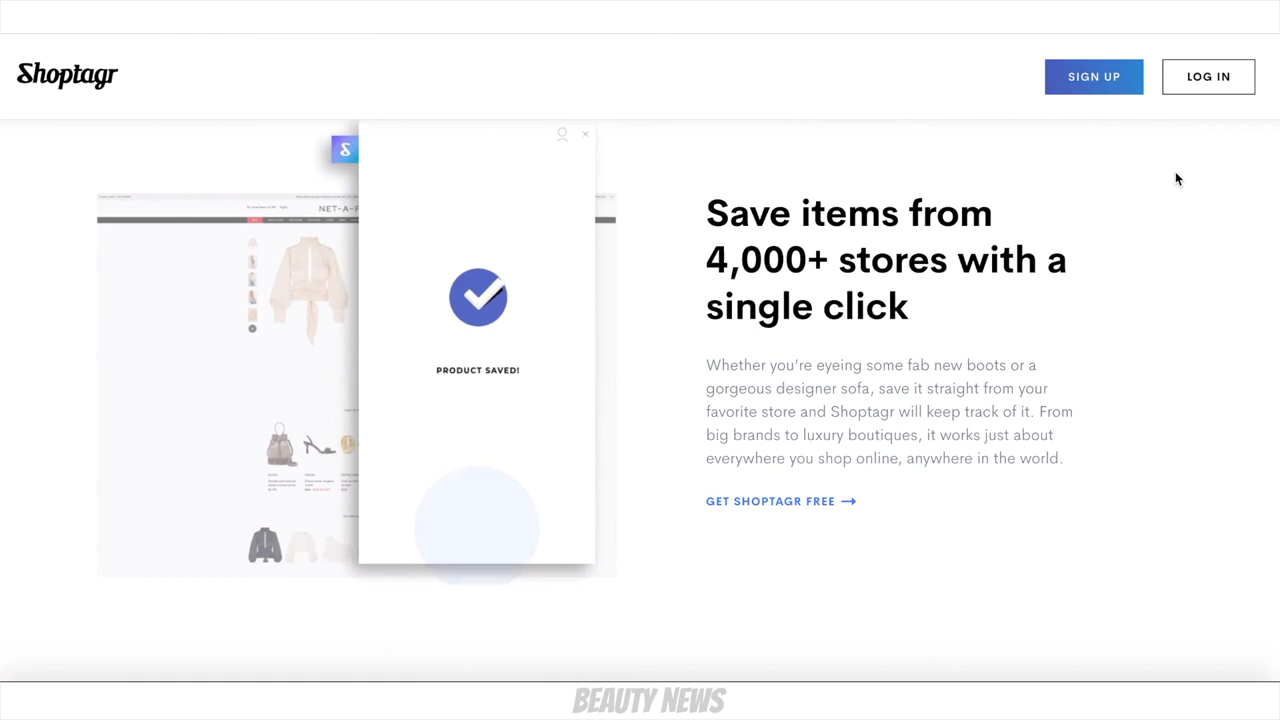 Shoptagr
SIGN UP
LOG IN
NET-A-P
PRODUCT SAVED!
Save items from
4,000+ stores with a
single click
Whether you’re eyeing some fab new boots or a
gorgeous designer sofa, save it straight from your
favorite store and Shoptagr will keep track of it. From
big brands to luxury boutiques, it works just about
everywhere you shop online, anywhere in the world.
GET SHOPTAGR FREE →
BEAUTY NEWS